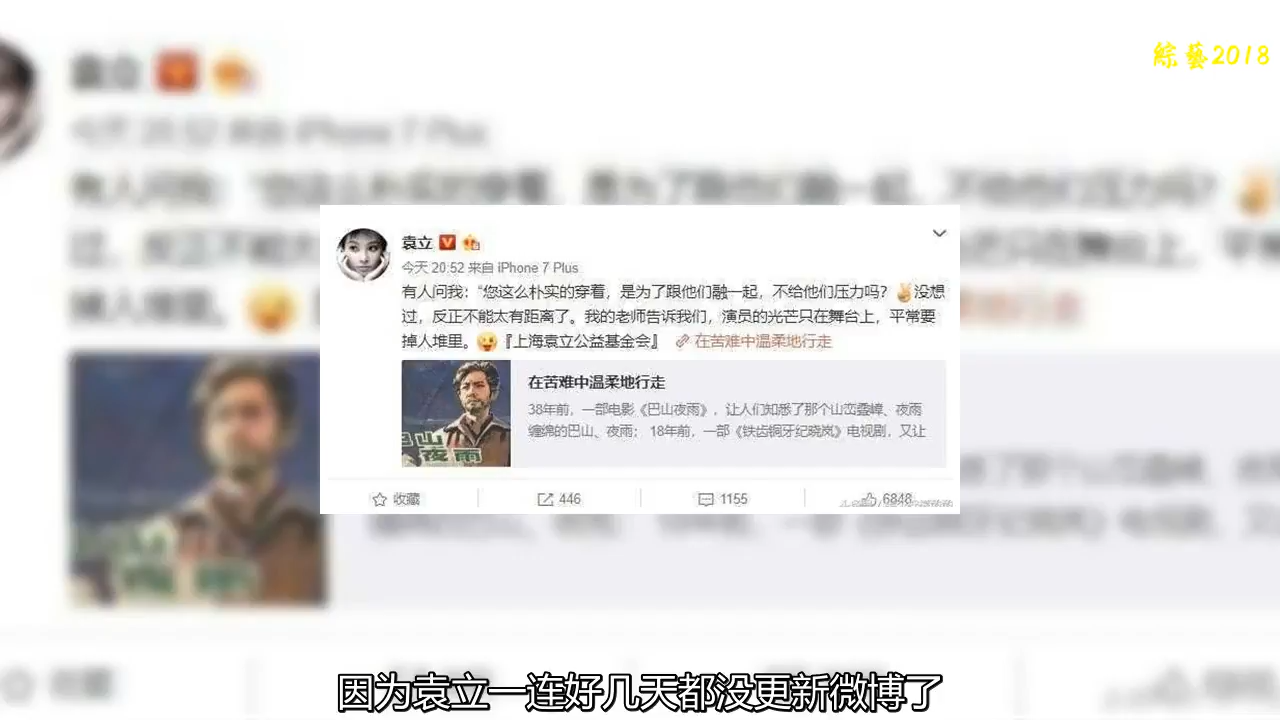 綜藝2018
袁立
今天 20:52 来自 iPhone 7 Plus
有人问我：“您这么朴实的穿着，是为了跟他们融一起，不给他们压力吗？✌没想
过，反正不能太有距离了。我的老师告诉我们，演员的光芒只在舞台上，平常要
掉人堆里。😜『上海袁立公益基金会』 在苦难中温柔地行走
在苦难中温柔地行走
38年前，一部电影《巴山夜雨》，让人们知悉了那个山峦叠嶂、夜雨
缠绵的巴山、夜雨； 18年前，一部《铁齿铜牙纪晓岚》电视剧，又让
巴山
夜雨
收藏 446 1155 6848
因为袁立一连好几天都没更新微博了